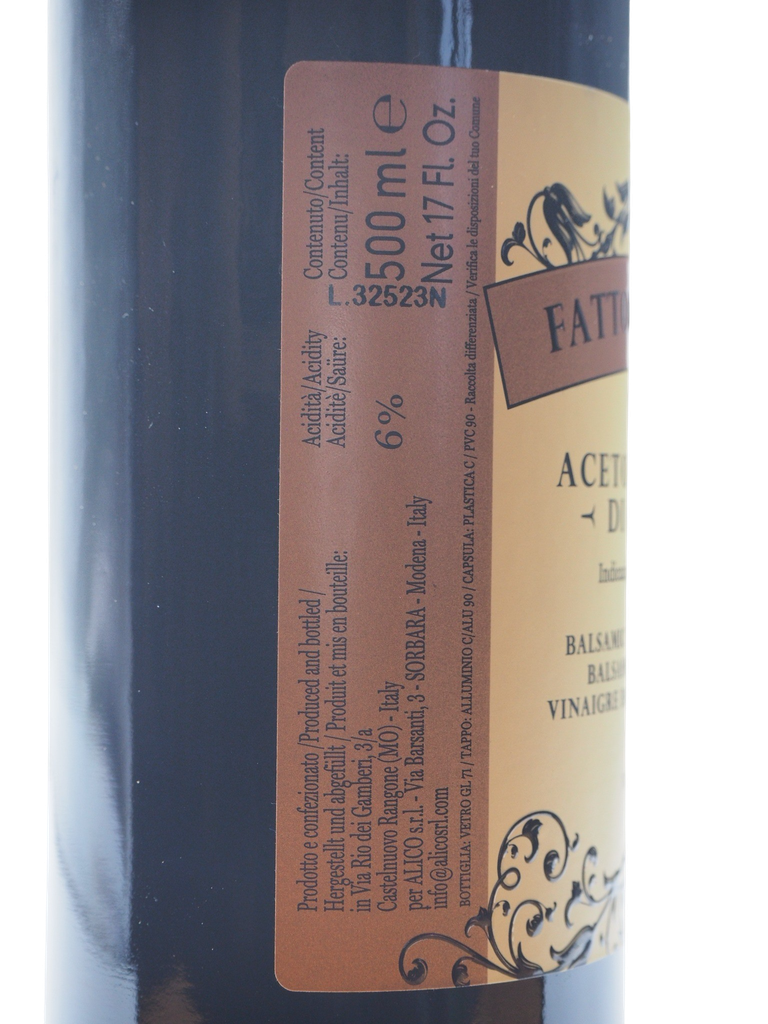 Prodotto e confezionato /Produced and bottled /
Hergestellt und abgefüllt / Produit et mis en bouteille:
in Via Rio dei Gamberi, 3/a
Castelnuovo Rangone (MO) - Italy
per ALICO s.r.l. - Via Barsanti, 3 - SORBARA - Modena - Italy
info@alicosrl.com
Acidità/Acidity
Acidité/Saüre:
6%
Contenuto/Content
Contenu/Inhalt:
500 ml e
Net 17 Fl. Oz.
L.32523N
BOTTIGLIA: VETRO GL 71 / TAPPO: ALLUMINIO C/ALU 90 / CAPSULA: PLASTICA C / PVC 90 - Raccolta differenziata / Verifica le disposizioni del tuo Comune
FATTO
ACETO
DI
BALSAMI
BALSA
VINAIGRE